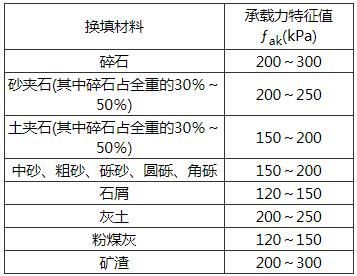 换填材料
承载力特征值
fak(kPa)
碎石
200～300
砂夹石(其中碎石占全重的30%～
50%)
200～250
土夹石(其中碎石占全重的30%～
50%)
150～200
中砂、粗砂、砾砂、圆砾、角砾
150～200
石屑
120～150
灰土
200～250
粉煤灰
120～150
矿渣
200～300